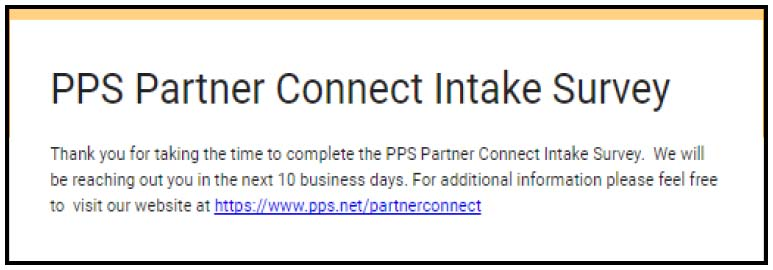 PPS Partner Connect Intake Survey
Thank you for taking the time to complete the PPS Partner Connect Intake Survey.  We will
be reaching out you in the next 10 business days. For additional information please feel free
to  visit our website at https://www.pps.net/partnerconnect